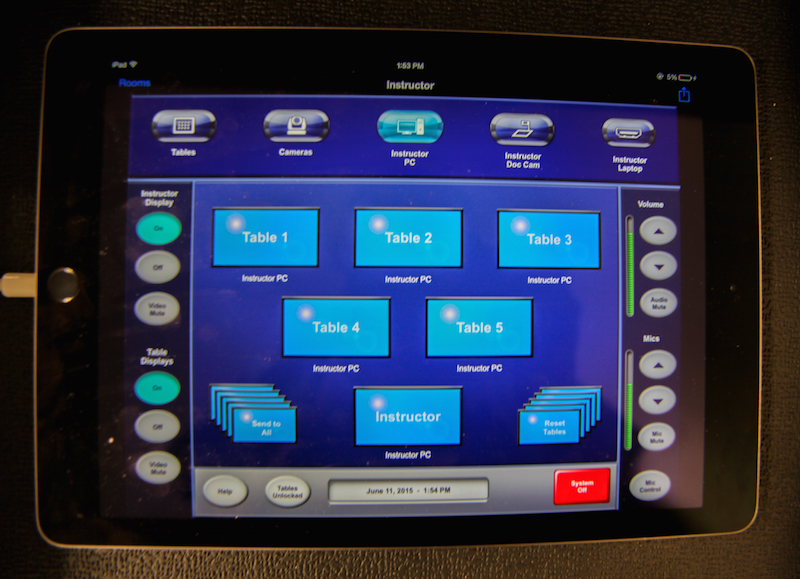 iPad
1:53 PM
5%
Rooms
Instructor
Tables
Cameras
Instructor
PC
Instructor
Doc Cam
Instructor
Laptop
Instructor
Display
On
Off
Video
Mute
Table
Displays
On
Off
Video
Mute
Table 1
Instructor PC
Table 2
Instructor PC
Table 3
Instructor PC
Table 4
Instructor PC
Table 5
Instructor PC
Send to
All
Instructor
Instructor PC
Reset
Tables
Volume
Audio
Mute
Mics
Mic
Mute
Mic
Control
Help
Tables
Unlocked
June 11, 2015 - 1:54 PM
System
Off